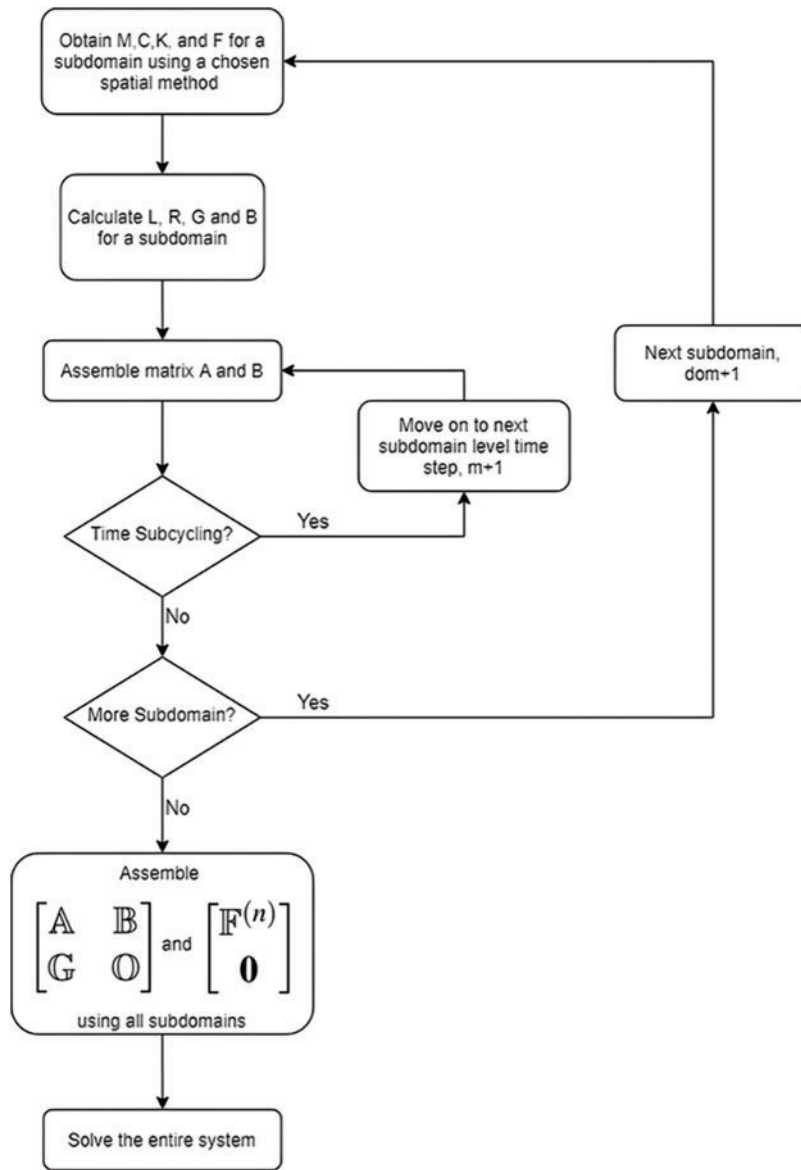 Obtain M,C,K, and F for a
subdomain using a chosen
spatial method
Calculate L, R, G and B
for a subdomain
Assemble matrix A and B
Move on to next
subdomain level time
step, m+1
Next subdomain,
dom+1
Time Subcycling?
Yes
No
More Subdomain?
Yes
No
Assemble
[𝔸 𝔹
𝔾 𝕆] and [𝔽⁽ⁿ⁾
𝟎]
using all subdomains
Solve the entire system